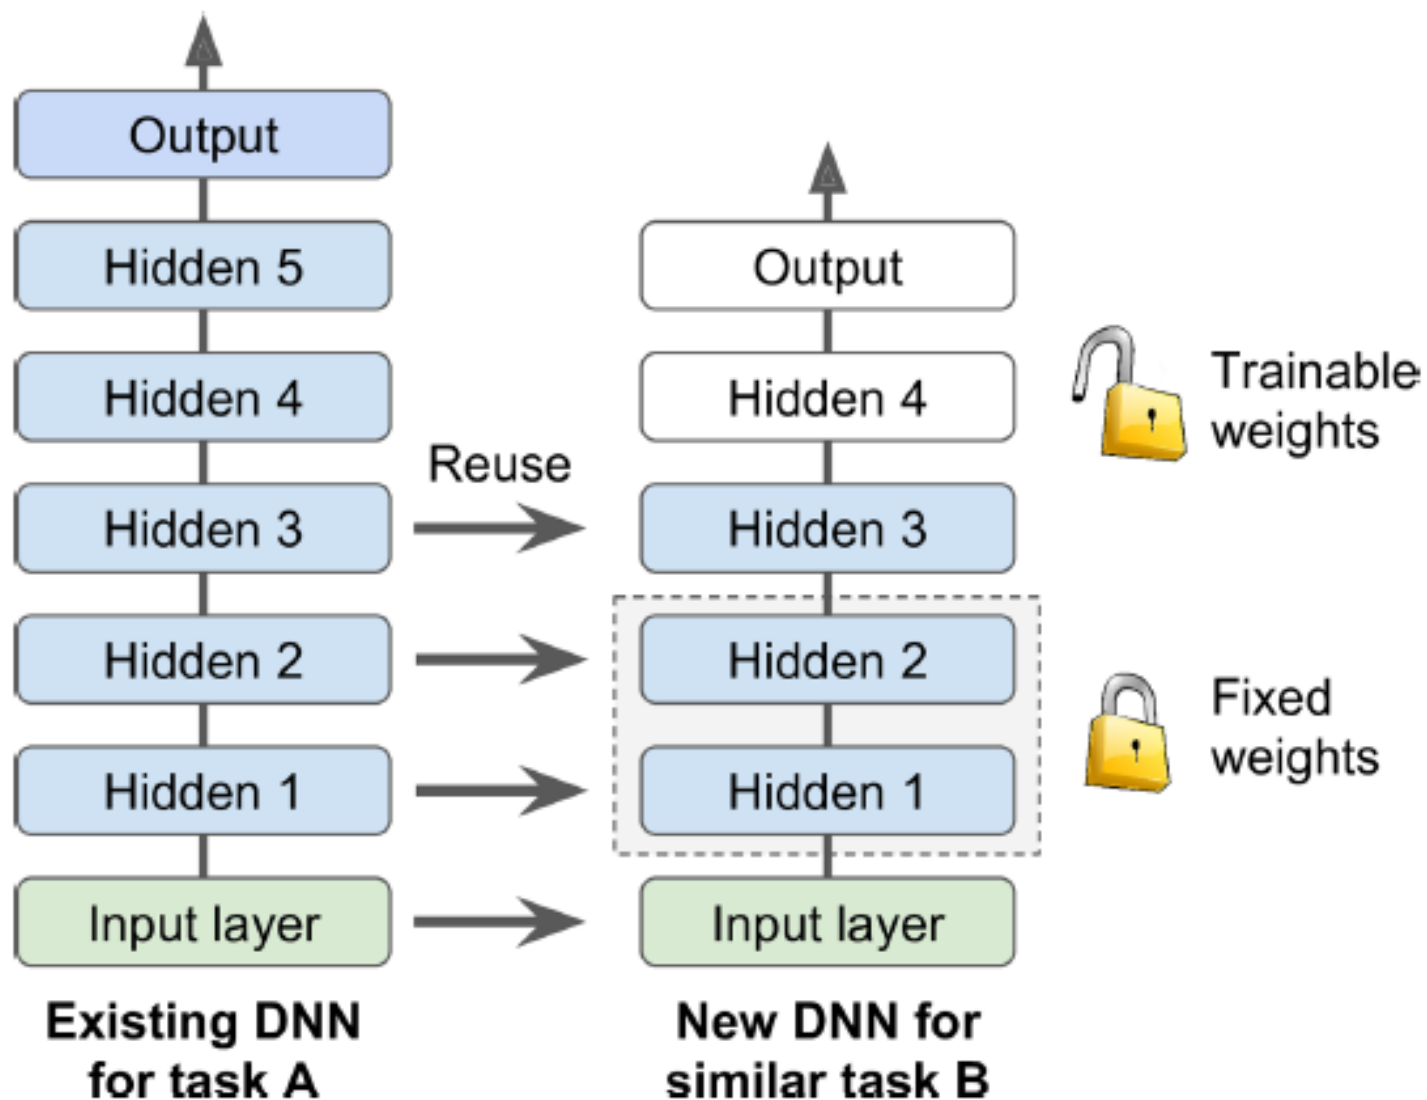 Output
Hidden 5
Hidden 4
Hidden 3
Hidden 2
Hidden 1
Input layer
Existing DNN
for task A
Reuse
Output
Hidden 4
Hidden 3
Hidden 2
Hidden 1
Input layer
New DNN for
similar task B
Trainable
weights
Fixed
weights